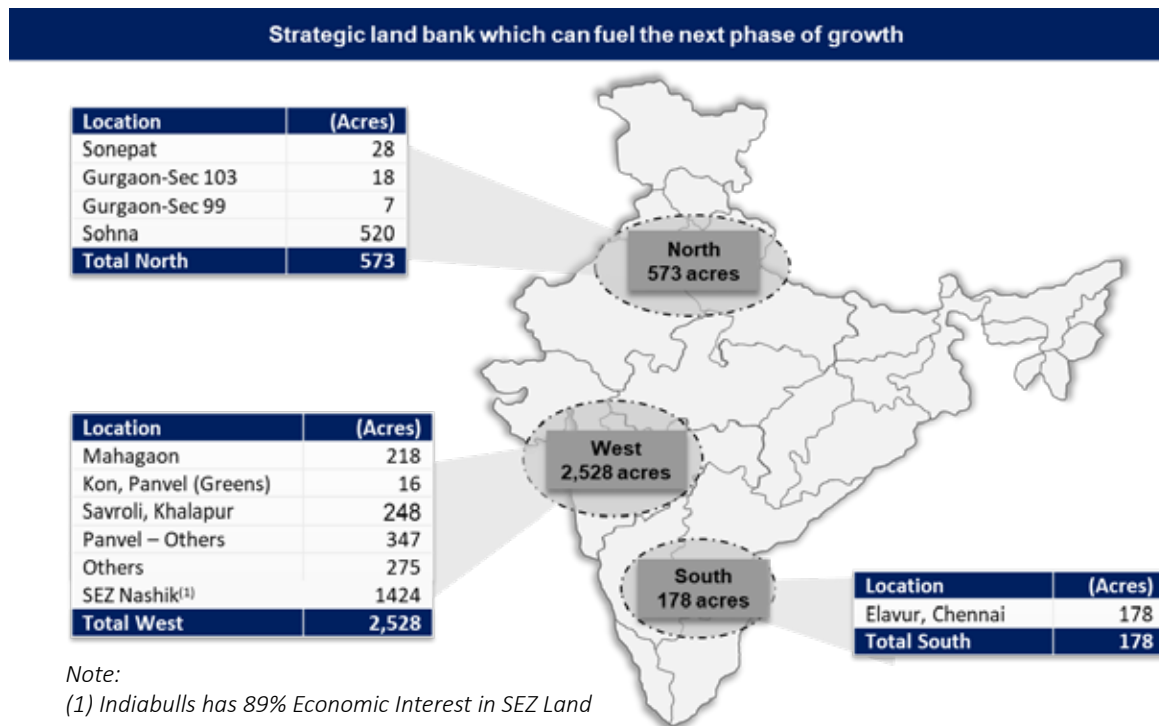 Strategic land bank which can fuel the next phase of growth
Location (Acres)
Sonepat 28
Gurgaon-Sec 103 18
Gurgaon-Sec 99 7
Sohna 520
Total North 573
North
573 acres
Location (Acres)
Mahagaon 218
Kon, Panvel (Greens) 16
Savroli, Khalapur 248
Panvel – Others 347
Others 275
SEZ Nashik(1) 1424
Total West 2,528
West
2,528 acres
South
178 acres
Location (Acres)
Elavur, Chennai 178
Total South 178
Note:
(1) Indiabulls has 89% Economic Interest in SEZ Land